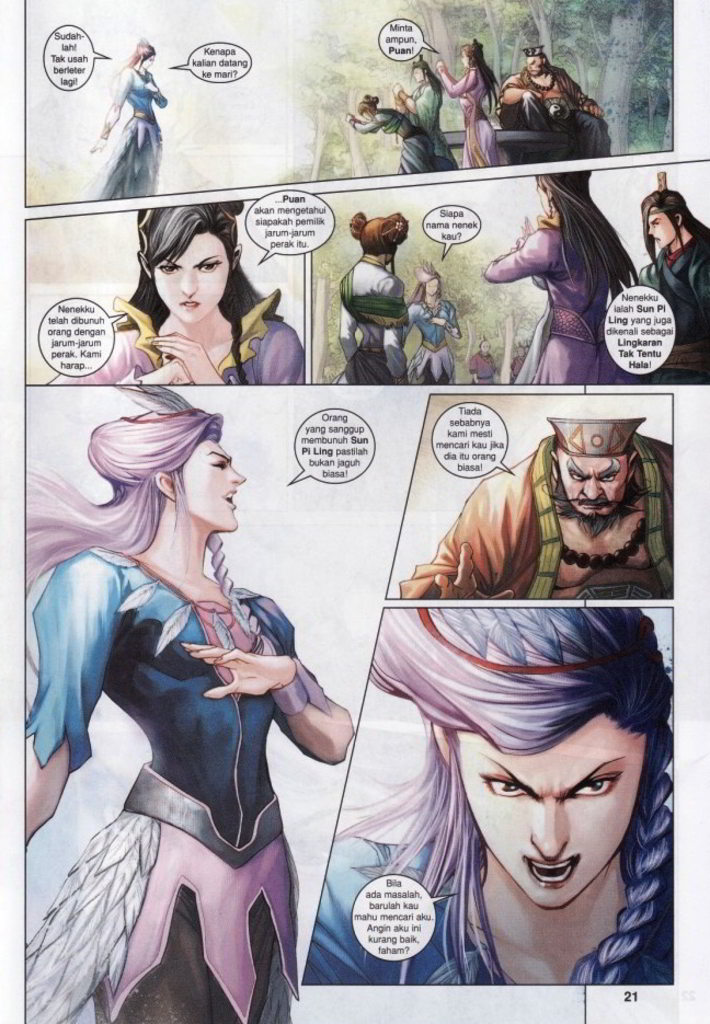 Sudah-
lah!
Tak usah
berleter
lagi!
Kenapa
kalian datang
ke mari?
Minta
ampun,
Puan!
Nenekku
telah dibunuh
orang dengan
jarum-jarum
perak. Kami
harap...
...Puan
akan mengetahui
siapakah pemilik
jarum-jarum
perak itu.
Siapa
nama nenek
kau?
Nenekku
ialah Sun Pi
Ling yang juga
dikenali sebagai
Lingkaran
Tak Tentu
Hala!
Orang
yang sanggup
membunuh Sun
Pi Ling pastilah
bukan jaguh
biasa!
Tiada
sebabnya
kami mesti
mencari kau jika
dia itu orang
biasa!
Bila
ada masalah,
barulah kau
mahu mencari aku.
Angin aku ini
kurang baik,
faham?
21